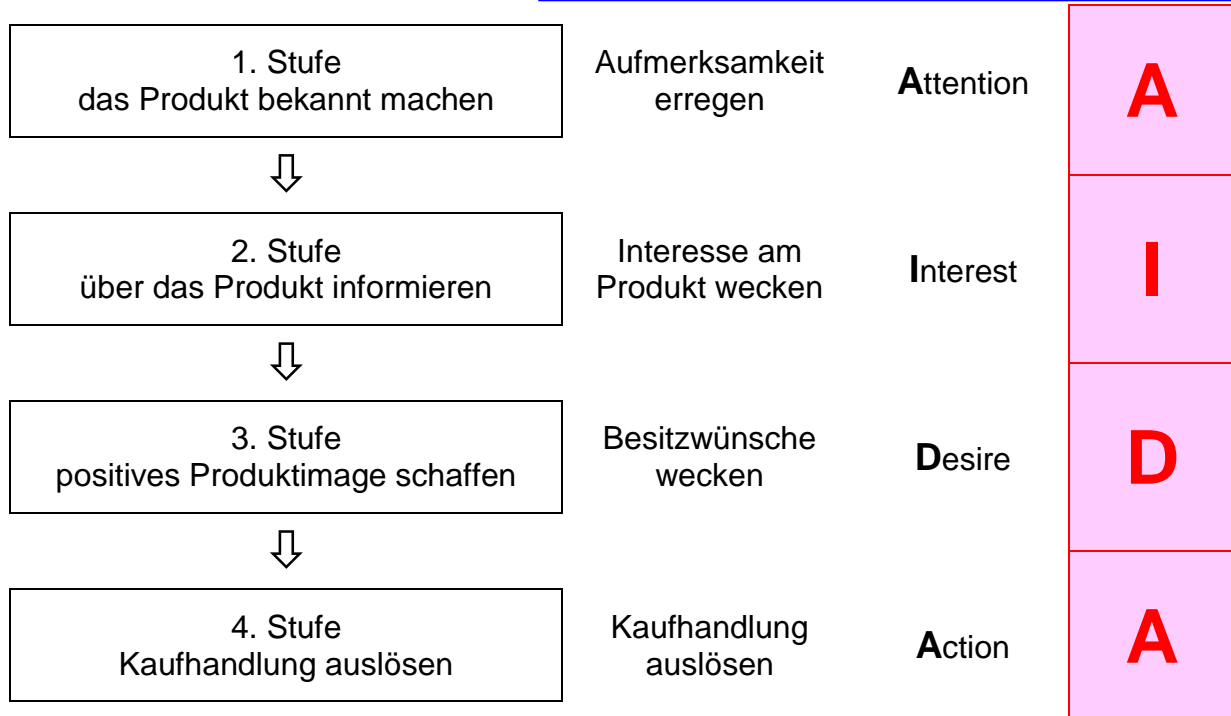 1. Stufe
das Produkt bekannt machen
Aufmerksamkeit
erregen
Attention
A
2. Stufe
über das Produkt informieren
Interesse am
Produkt wecken
Interest
I
3. Stufe
positives Produktimage schaffen
Besitzwünsche
wecken
Desire
D
4. Stufe
Kaufhandlung auslösen
Kaufhandlung
auslösen
Action
A